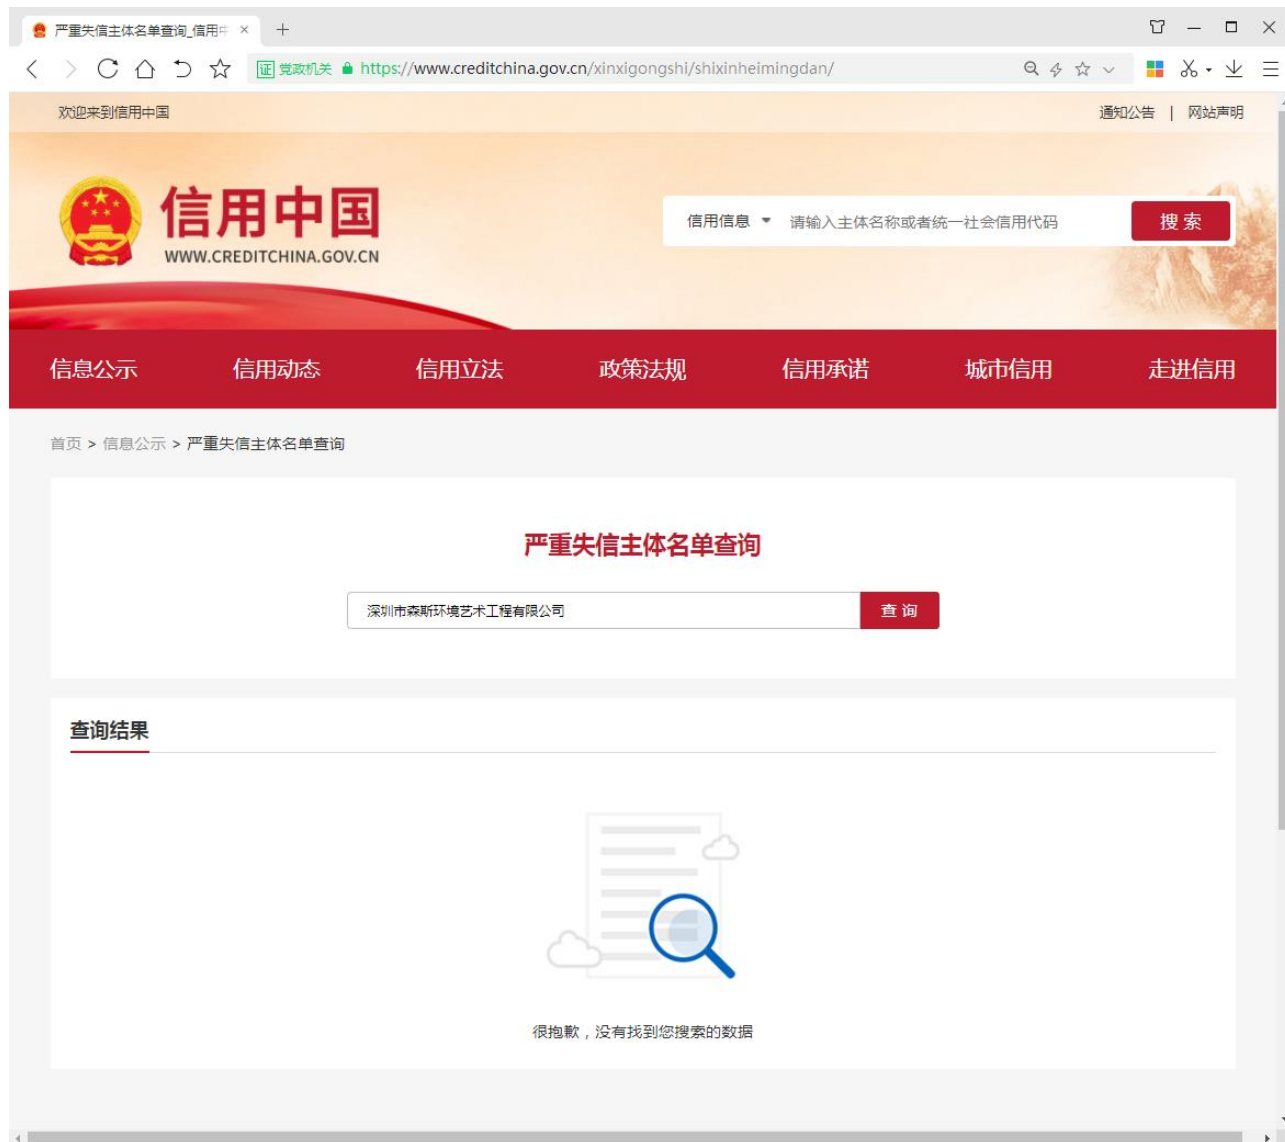 严重失信主体名单查询_信用中
证 党政机关 https://www.creditchina.gov.cn/xinxigongshi/shixinheimingdan/
欢迎来到信用中国 通知公告 | 网站声明
信用中国
WWW.CREDITCHINA.GOV.CN
信用信息 请输入主体名称或者统一社会信用代码 搜索
信息公示 信用动态 信用立法 政策法规 信用承诺 城市信用 走进信用
首页 > 信息公示 > 严重失信主体名单查询
严重失信主体名单查询
深圳市森斯环境艺术工程有限公司 查询
查询结果
很抱歉，没有找到您搜索的数据